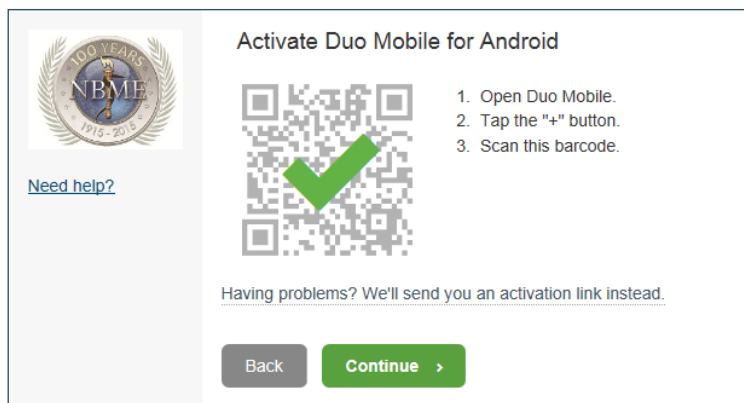 Activate Duo Mobile for Android
100 YEARS
NBME
1915-2015
1. Open Duo Mobile.
2. Tap the "+" button.
3. Scan this barcode.
Need help?
Having problems? We'll send you an activation link instead.
Back
Continue ›